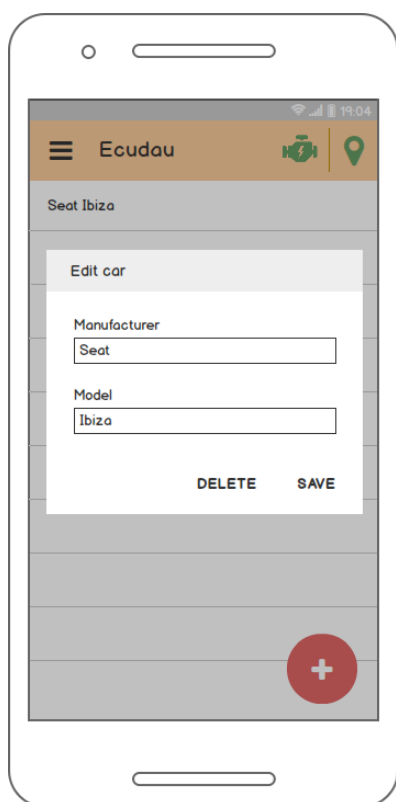 19:04
Ecudau
Seat Ibiza
Edit car
Manufacturer
Seat
Model
Ibiza
DELETE SAVE